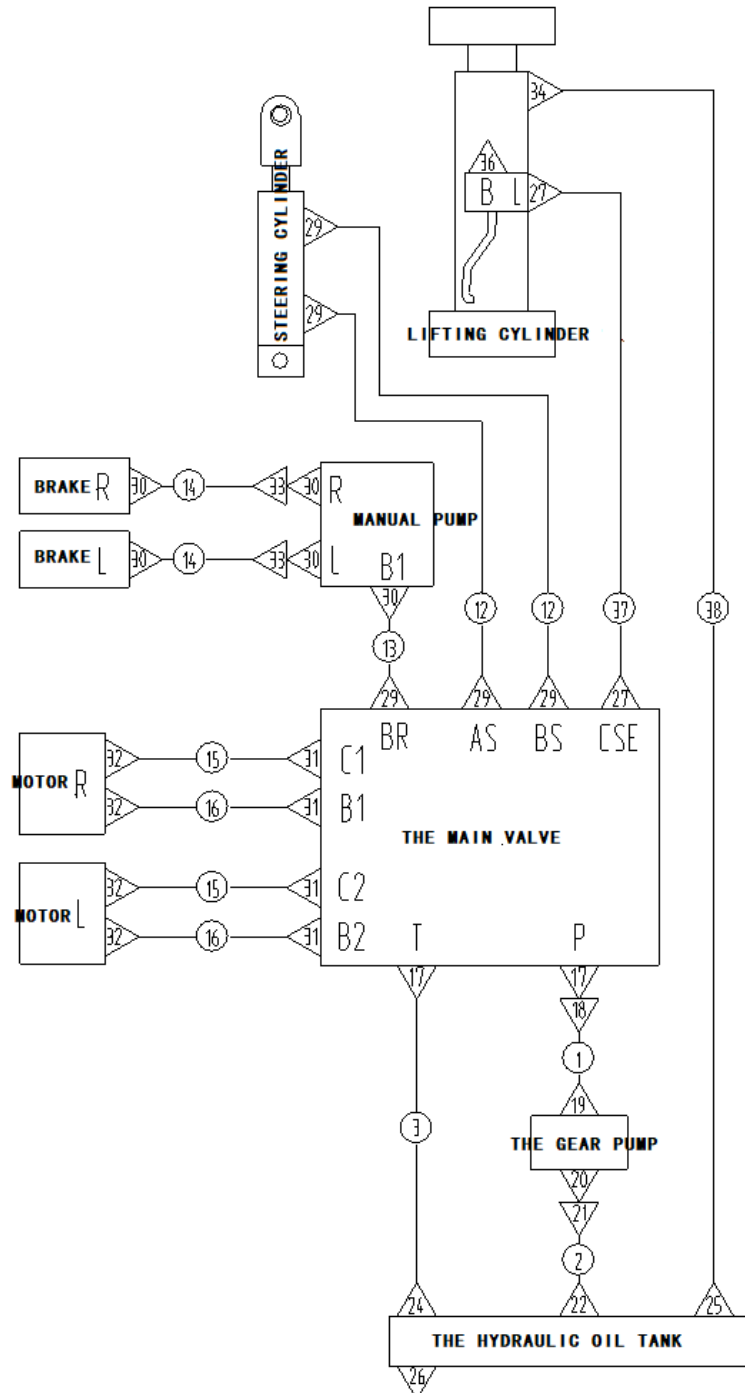 34
36
B L
27
STEERING CYLINDER
29
29
LIFTING CYLINDER
BRAKE R
30
14
33
30
R
MANUAL PUMP
BRAKE L
30
14
33
30
L
B1
30
13
12
12
37
38
29
29
29
27
BR
AS
BS
CSE
MOTOR R
32
15
31
C1
32
16
31
B1
THE MAIN VALVE
MOTOR L
32
15
31
C2
32
16
31
B2
T
P
17
17
18
1
19
3
THE GEAR PUMP
20
21
2
24
22
25
THE HYDRAULIC OIL TANK
26